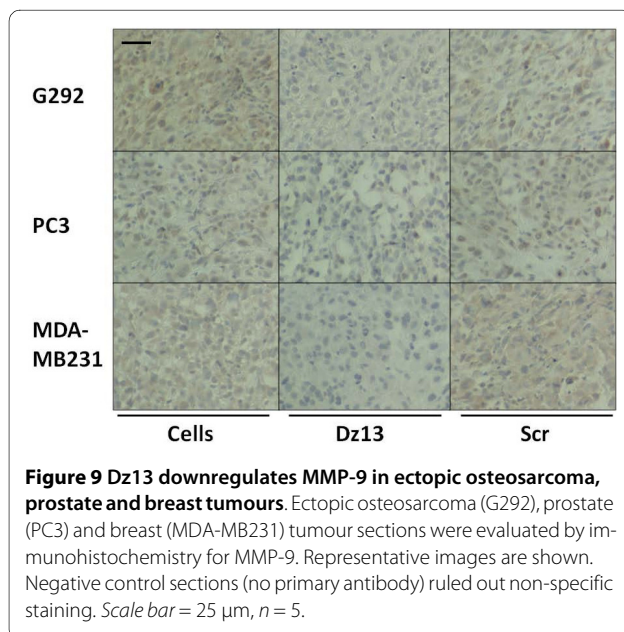 G292
PC3
MDA-
MB231
Cells Dz13 Scr
Figure 9 Dz13 downregulates MMP-9 in ectopic osteosarcoma,
prostate and breast tumours. Ectopic osteosarcoma (G292), prostate
(PC3) and breast (MDA-MB231) tumour sections were evaluated by im-
munohistochemistry for MMP-9. Representative images are shown.
Negative control sections (no primary antibody) ruled out non-specific
staining. Scale bar = 25 μm, n = 5.